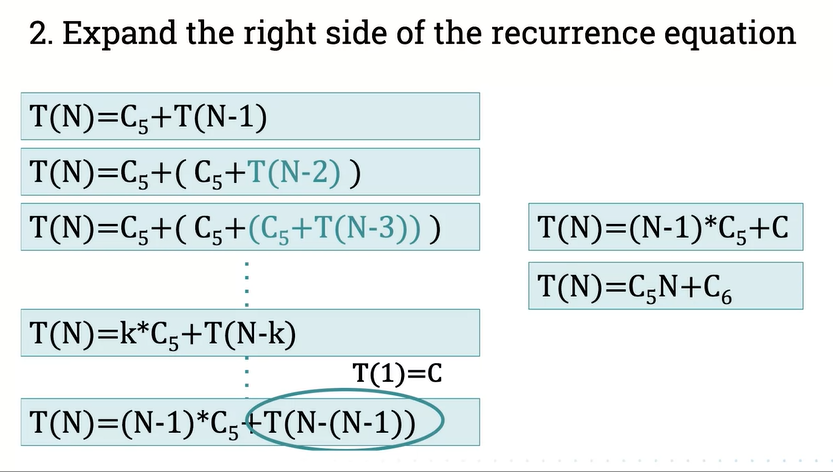 2. Expand the right side of the recurrence equation
T(N)=C₅+T(N-1)
T(N)=C₅+( C₅+T(N-2) )
T(N)=C₅+( C₅+(C₅+T(N-3)) )
T(N)=k*C₅+T(N-k)
T(1)=C
T(N)=(N-1)*C₅+T(N-(N-1))
T(N)=(N-1)*C₅+C
T(N)=C₅N+C₆